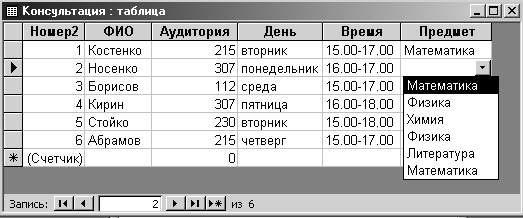 Консультация : таблица
Номер2 ФИО Аудитория День Время Предмет
1 Костенко 215 вторник 15.00-17.00 Математика
2 Носенко 307 понедельник 16.00-17.00
3 Борисов 112 среда 15.00-17.00 Математика
4 Кирин 307 пятница 16.00-18.00 Физика
5 Стойко 230 вторник 15.00-18.00 Химия
6 Абрамов 215 четверг 15.00-17.00 Физика
(Счетчик) 0 Литература
Математика
Запись: 2 из 6